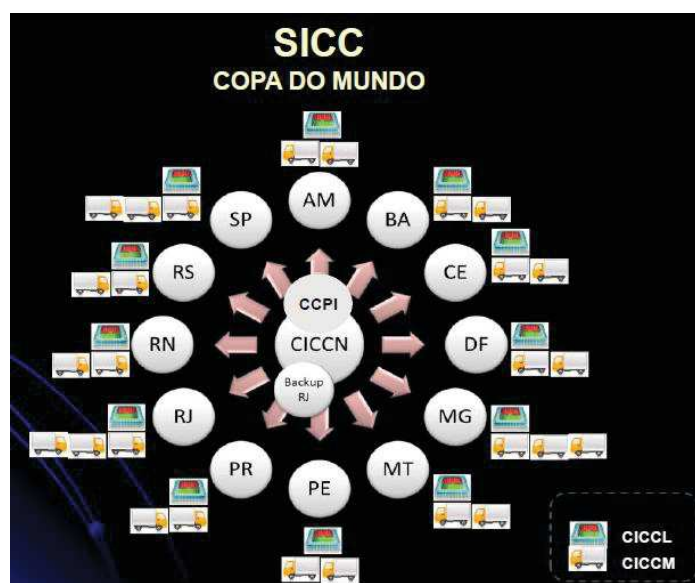 SICC
COPA DO MUNDO
AM
SP
BA
RS
CE
CCPI
RN
CICCN
DF
Backup
RJ
RJ
MG
PR
MT
PE
CICCL
CICCM